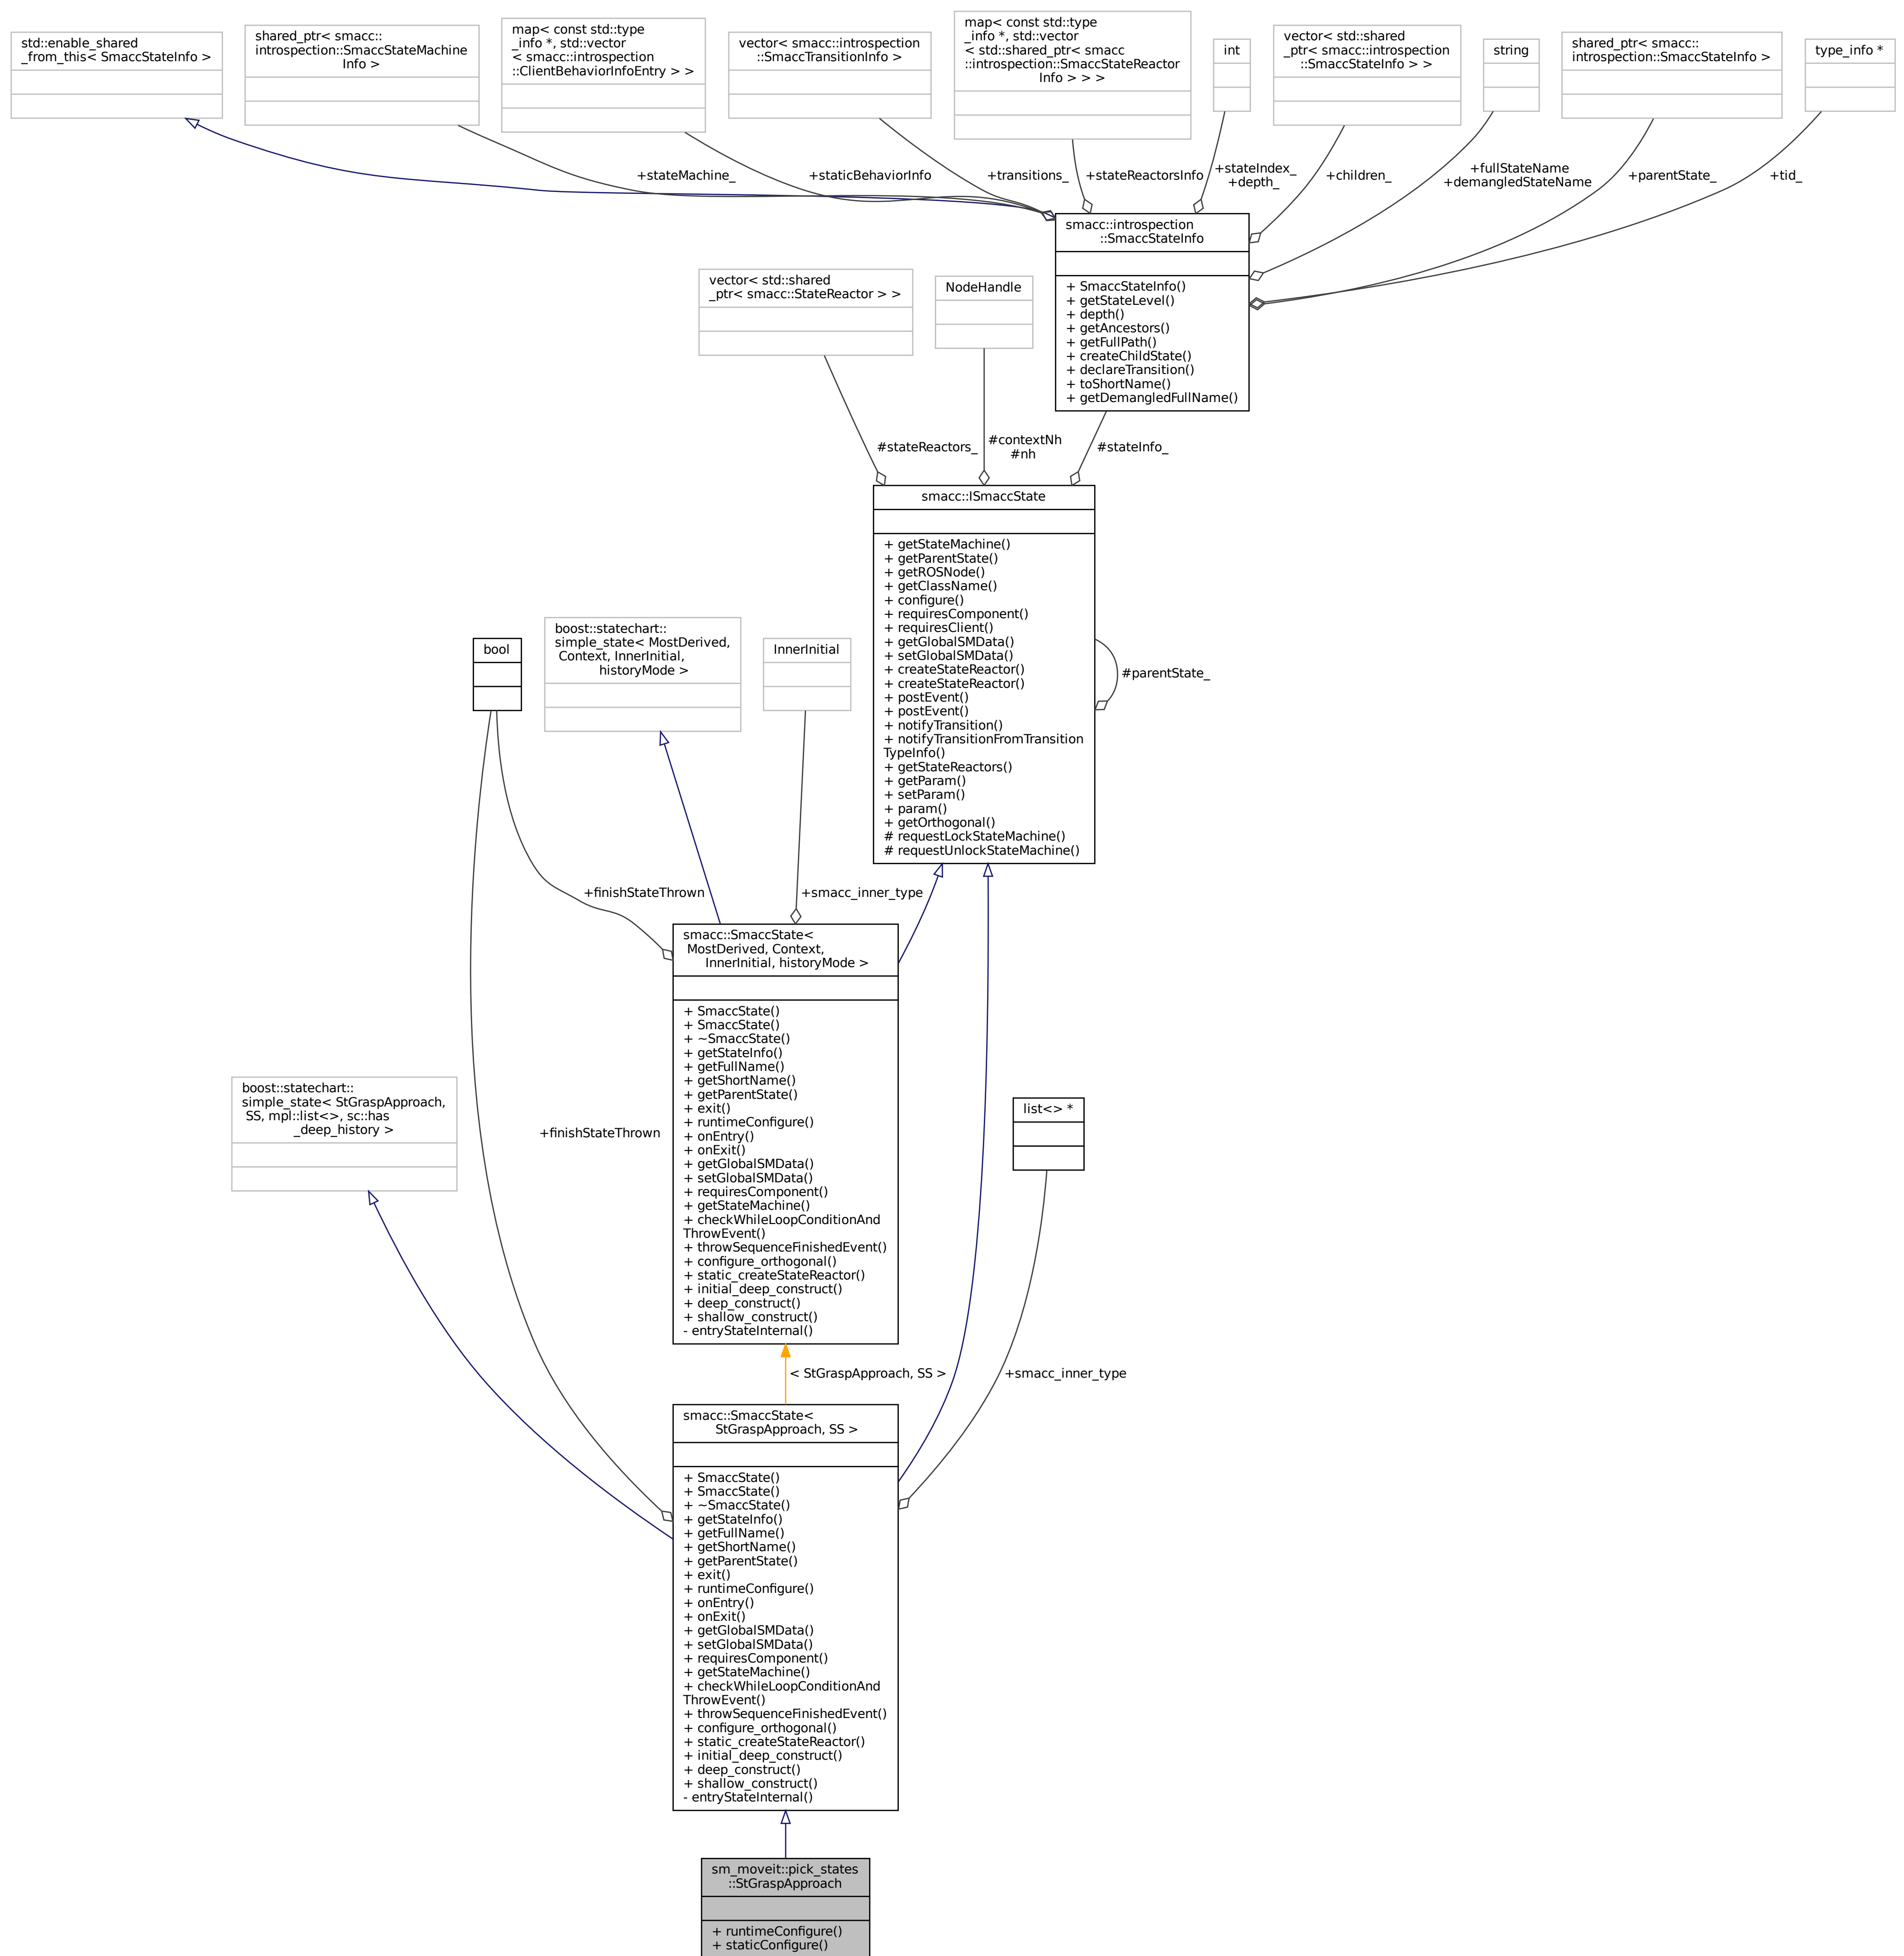 std::enable_shared
_from_this< SmaccStateInfo >
shared_ptr< smacc::
introspection::SmaccStateMachine
Info >
map< const std::type
_info *, std::vector
< smacc::introspection
::ClientBehaviorInfoEntry > >
vector< smacc::introspection
::SmaccTransitionInfo >
map< const std::type
_info *, std::vector
< std::shared_ptr< smacc
::introspection::SmaccStateReactor
Info > > >
int
vector< std::shared
_ptr< smacc::introspection
::SmaccStateInfo > >
string
shared_ptr< smacc::
introspection::SmaccStateInfo >
type_info *
+stateMachine_
+staticBehaviorInfo
+transitions_
+stateReactorsInfo
+stateIndex_
+depth_
+children_
+fullStateName
+demangledStateName
+parentState_
+tid_
smacc::introspection
::SmaccStateInfo
+ SmaccStateInfo()
+ getStateLevel()
+ depth()
+ getAncestors()
+ getFullPath()
+ createChildState()
+ declareTransition()
+ toShortName()
+ getDemangledFullName()
vector< std::shared
_ptr< smacc::StateReactor > >
NodeHandle
#stateReactors_
#contextNh
#nh
#stateInfo_
smacc::ISmaccState
+ getStateMachine()
+ getParentState()
+ getROSNode()
+ getClassName()
+ configure()
+ requiresComponent()
+ requiresClient()
+ getGlobalSMData()
+ setGlobalSMData()
+ createStateReactor()
+ createStateReactor()
+ postEvent()
+ postEvent()
+ notifyTransition()
+ notifyTransitionFromTransition
TypeInfo()
+ getStateReactors()
+ getParam()
+ setParam()
+ param()
+ getOrthogonal()
# requestLockStateMachine()
# requestUnlockStateMachine()
#parentState_
bool
boost::statechart::
simple_state< MostDerived,
Context, InnerInitial,
historyMode >
InnerInitial
+finishStateThrown
+smacc_inner_type
smacc::SmaccState<
MostDerived, Context,
InnerInitial, historyMode >
+ SmaccState()
+ SmaccState()
+ ~SmaccState()
+ getStateInfo()
+ getFullName()
+ getShortName()
+ getParentState()
+ exit()
+ runtimeConfigure()
+ onEntry()
+ onExit()
+ getGlobalSMData()
+ setGlobalSMData()
+ requiresComponent()
+ getStateMachine()
+ checkWhileLoopConditionAnd
ThrowEvent()
+ throwSequenceFinishedEvent()
+ configure_orthogonal()
+ static_createStateReactor()
+ initial_deep_construct()
+ deep_construct()
+ shallow_construct()
- entryStateInternal()
boost::statechart::
simple_state< StGraspApproach,
SS, mpl::list<>, sc::has
_deep_history >
+finishStateThrown
list<> *
< StGraspApproach, SS >
+smacc_inner_type
smacc::SmaccState<
StGraspApproach, SS >
+ SmaccState()
+ SmaccState()
+ ~SmaccState()
+ getStateInfo()
+ getFullName()
+ getShortName()
+ getParentState()
+ exit()
+ runtimeConfigure()
+ onEntry()
+ onExit()
+ getGlobalSMData()
+ setGlobalSMData()
+ requiresComponent()
+ getStateMachine()
+ checkWhileLoopConditionAnd
ThrowEvent()
+ throwSequenceFinishedEvent()
+ configure_orthogonal()
+ static_createStateReactor()
+ initial_deep_construct()
+ deep_construct()
+ shallow_construct()
- entryStateInternal()
sm_moveit::pick_states
::StGraspApproach
+ runtimeConfigure()
+ staticConfigure()